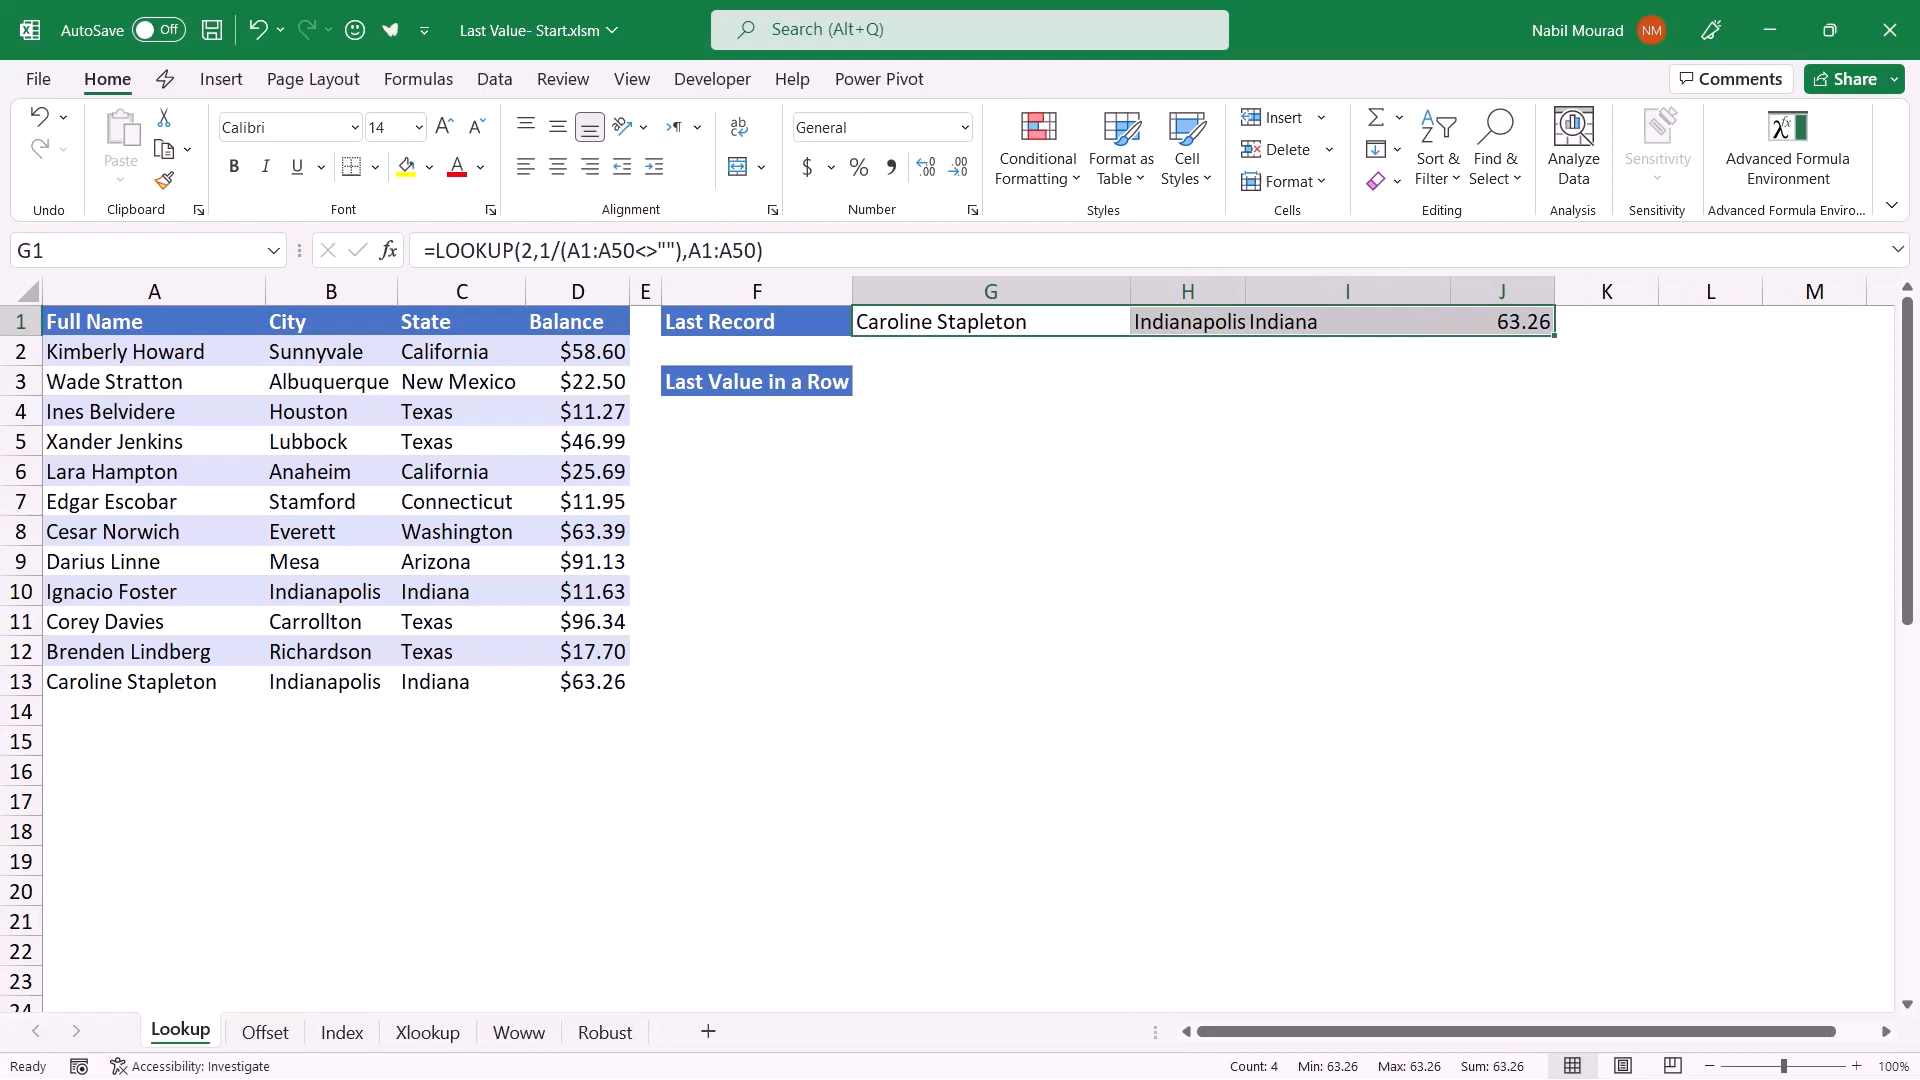 AutoSave Off Last Value- Start.xlsm Search (Alt+Q) Nabil Mourad NM
File Home Insert Page Layout Formulas Data Review View Developer Help Power Pivot Comments Share
Calibri 14 General Insert
Paste Conditional Format as Cell Delete Sort & Find & Analyze Sensitivity Advanced Formula
B I U A $ % Formatting Table Styles Format Filter Select Data Environment
Undo Clipboard Font Alignment Number Styles Cells Editing Analysis Sensitivity Advanced Formula Enviro...
G1 fx =LOOKUP(2,1/(A1:A50<>""),A1:A50)
A B C D E F G H I J K L M
1 Full Name City State Balance Last Record Caroline Stapleton Indianapolis Indiana 63.26
2 Kimberly Howard Sunnyvale California $58.60
3 Wade Stratton Albuquerque New Mexico $22.50 Last Value in a Row
4 Ines Belvidere Houston Texas $11.27
5 Xander Jenkins Lubbock Texas $46.99
6 Lara Hampton Anaheim California $25.69
7 Edgar Escobar Stamford Connecticut $11.95
8 Cesar Norwich Everett Washington $63.39
9 Darius Linne Mesa Arizona $91.13
10 Ignacio Foster Indianapolis Indiana $11.63
11 Corey Davies Carrollton Texas $96.34
12 Brenden Lindberg Richardson Texas $17.70
13 Caroline Stapleton Indianapolis Indiana $63.26
14
15
16
17
18
19
20
21
22
23
24
Lookup Offset Index Xlookup Woww Robust
Ready Accessibility: Investigate Count: 4 Min: 63.26 Max: 63.26 Sum: 63.26 100%